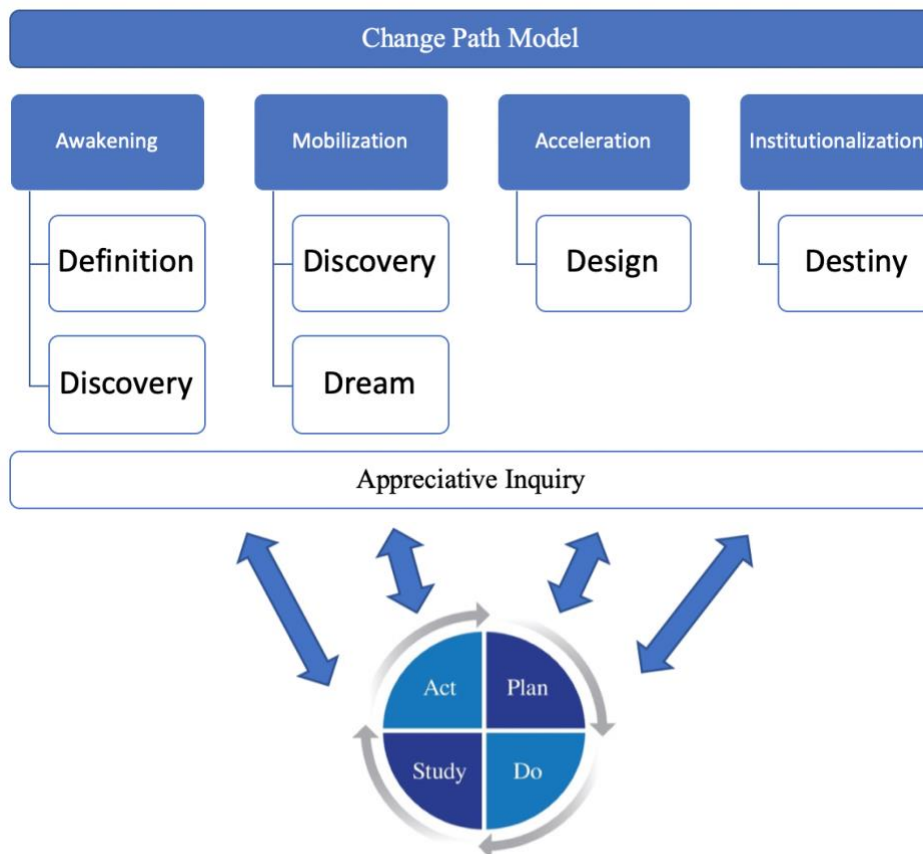 Change Path Model
Awakening
Mobilization
Acceleration
Institutionalization
Definition
Discovery
Design
Destiny
Discovery
Dream
Appreciative Inquiry
Act
Plan
Study
Do